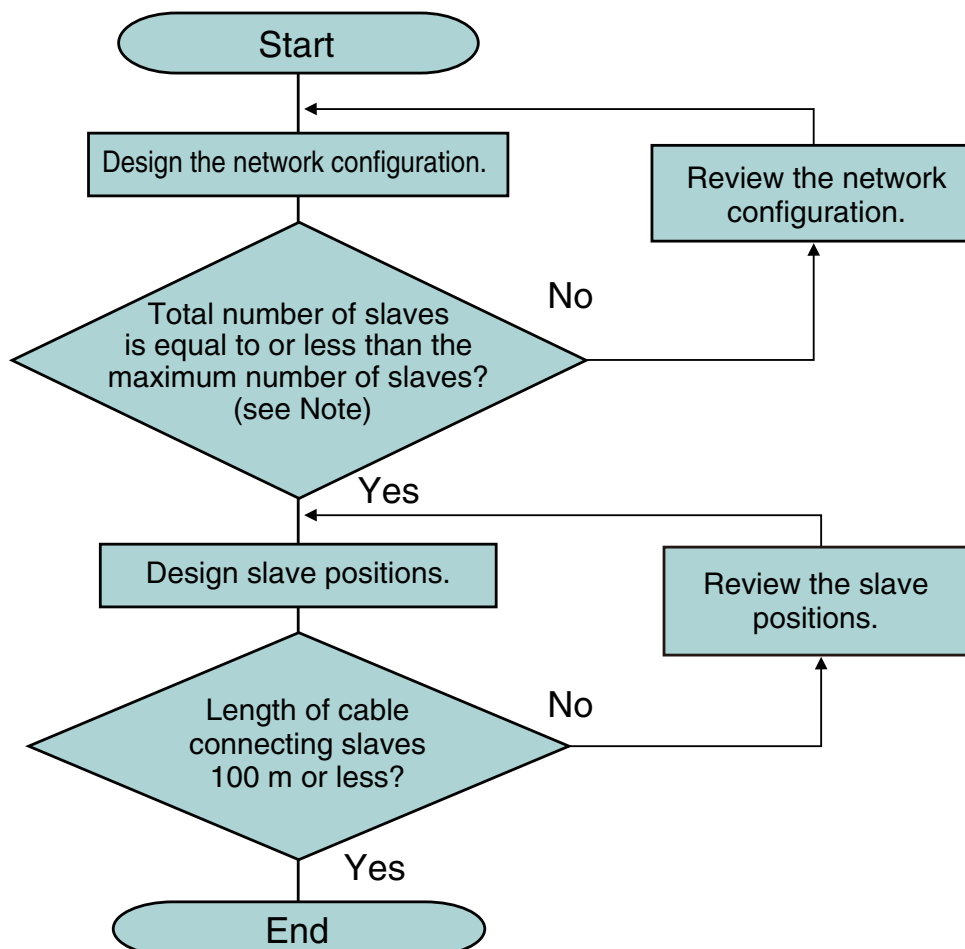 Start
Design the network configuration.
Review the network
configuration.
Total number of slaves
is equal to or less than the
maximum number of slaves?
(see Note)
No
Yes
Design slave positions.
Review the slave
positions.
Length of cable
connecting slaves
100 m or less?
No
Yes
End